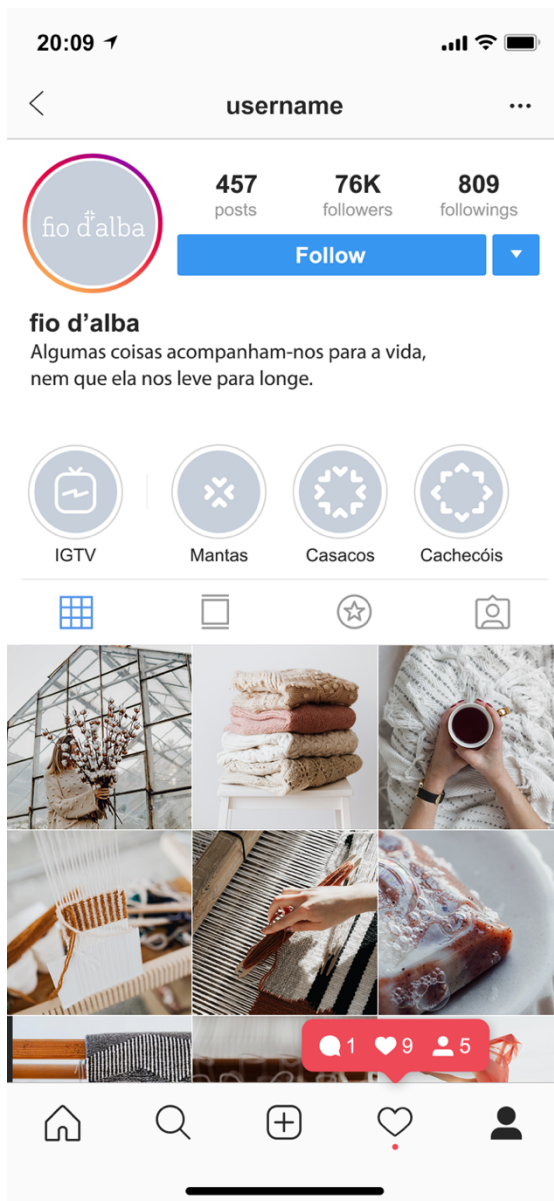 20:09
username
fio d'alba
457 76K 809
posts followers followings
Follow
fio d’alba
Algumas coisas acompanham-nos para a vida,
nem que ela nos leve para longe.
IGTV Mantas Casacos Cachecóis
1 9 5